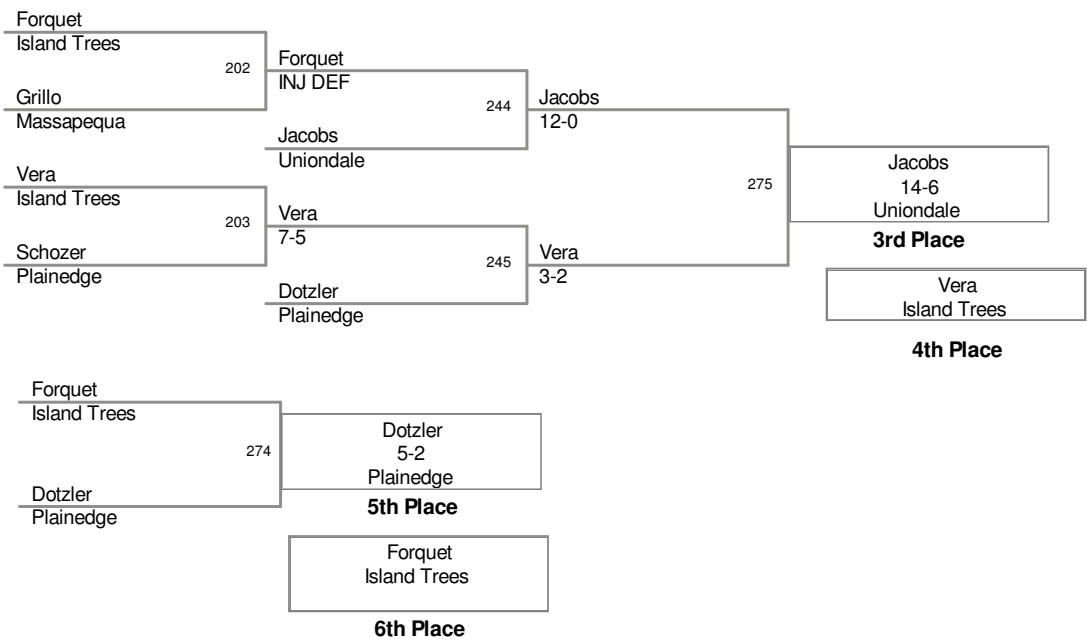 Forquet
Island Trees
202
Grillo
Massapequa
Forquet
INJ DEF
244
Jacobs
Uniondale
Jacobs
12-0
Vera
Island Trees
203
Schozer
Plainedge
Vera
7-5
245
Dotzler
Plainedge
Vera
3-2
275
Jacobs
14-6
Uniondale
3rd Place
Vera
Island Trees
4th Place
Forquet
Island Trees
274
Dotzler
Plainedge
Dotzler
5-2
Plainedge
5th Place
Forquet
Island Trees
6th Place